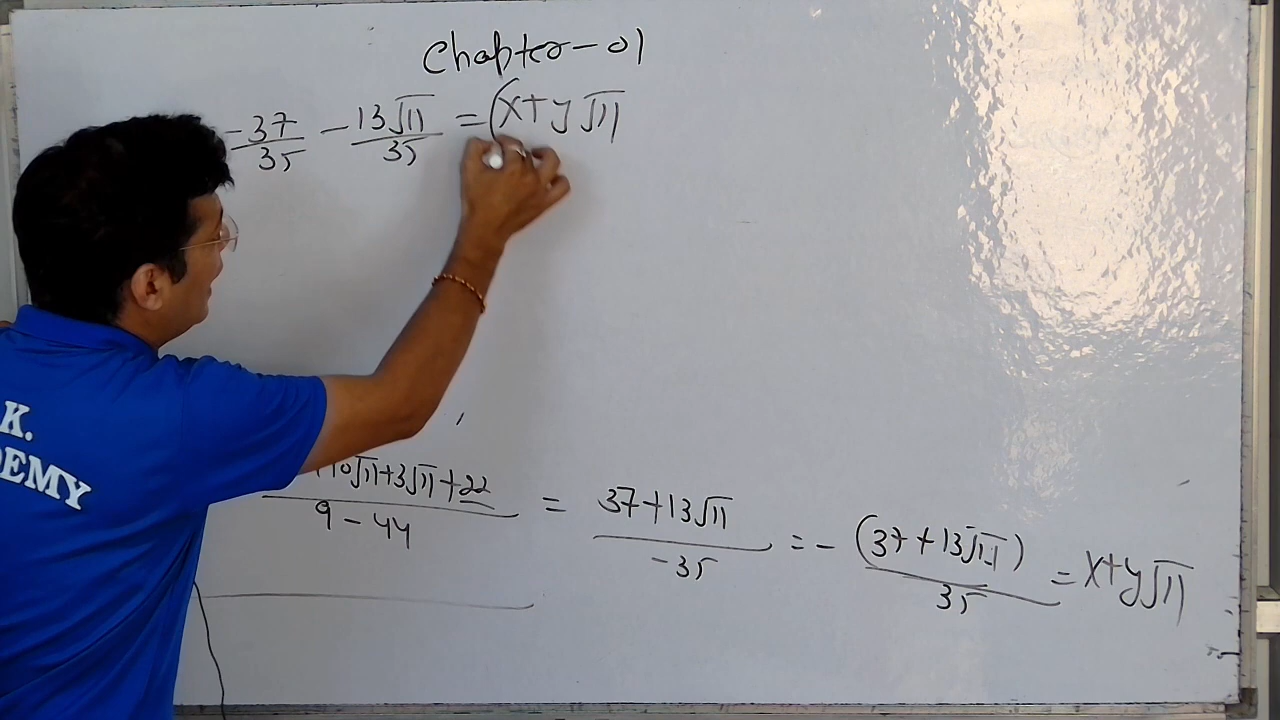 Chapter-01
-37/35 - 13√11/35 = (x+y√11
10√11+3√11+22/9-44 = 37+13√11/-35 = -(37+13√11)/35 = x+y√11
K.
DEMY